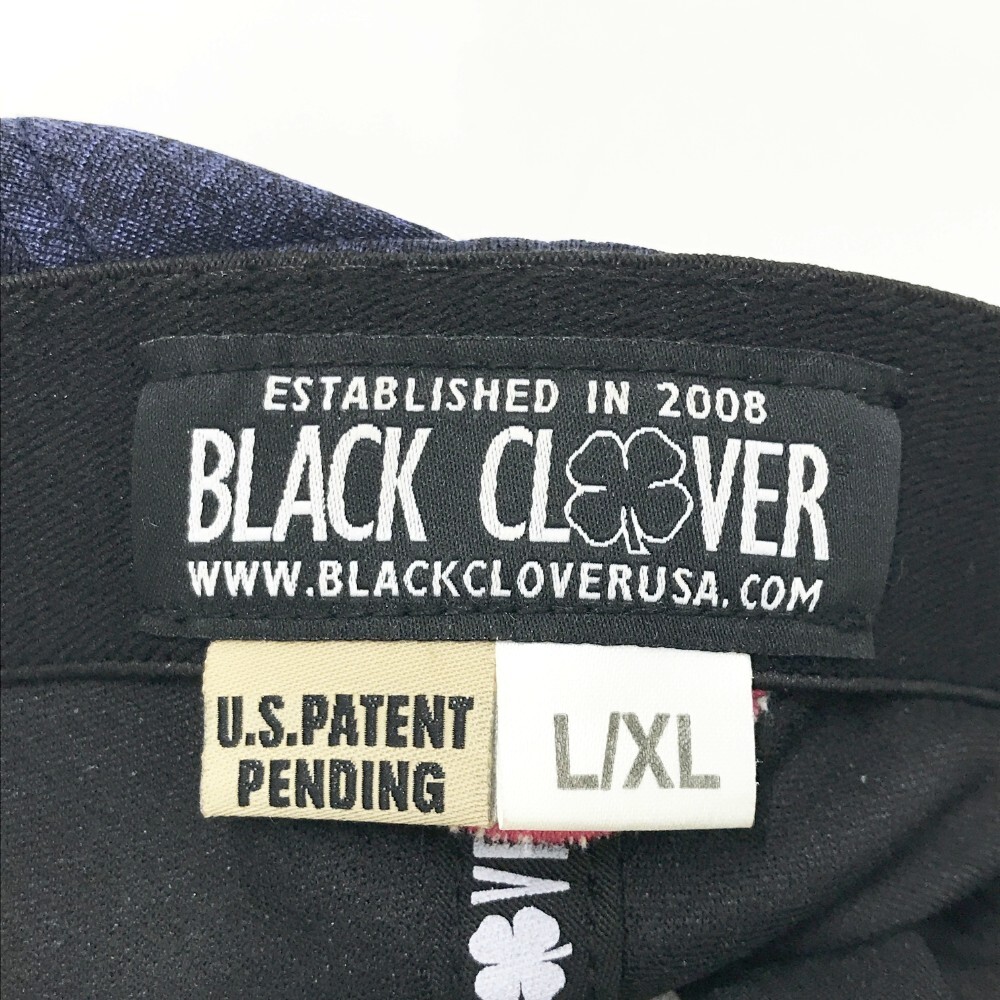 ESTABLISHED IN 2008
BLACK CLOVER
WWW.BLACKCLOVERUSA.COM
U.S.PATENT
PENDING
L/XL